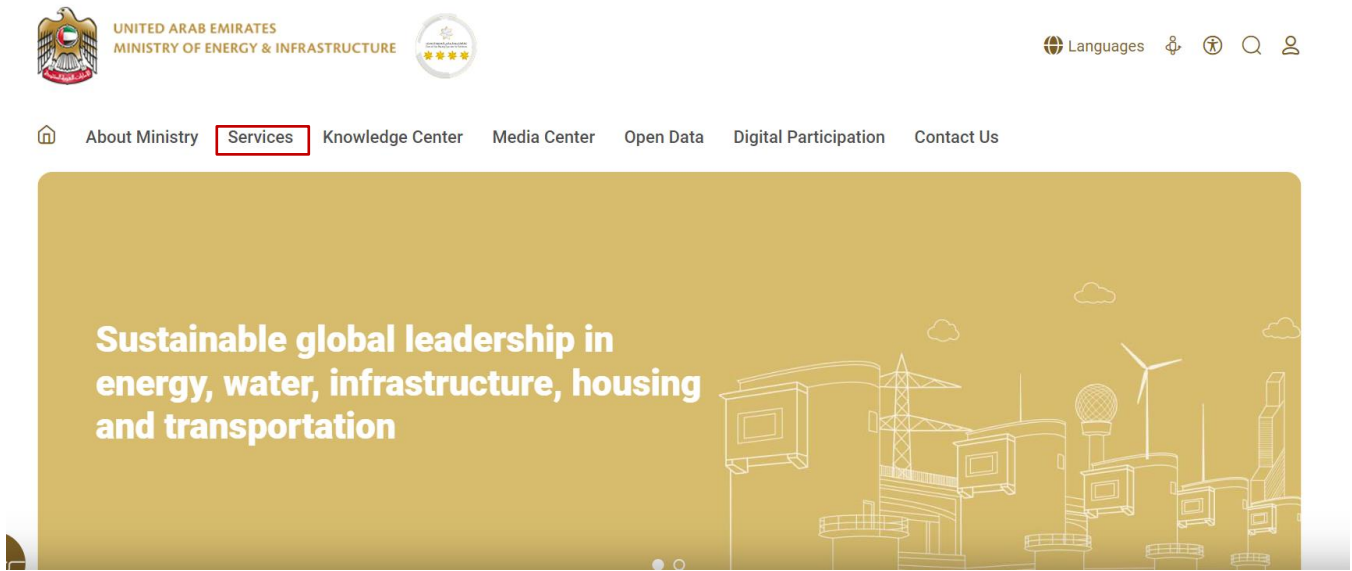 UNITED ARAB EMIRATES
MINISTRY OF ENERGY & INFRASTRUCTURE
Languages
About Ministry Services Knowledge Center Media Center Open Data Digital Participation Contact Us
Sustainable global leadership in
energy, water, infrastructure, housing
and transportation